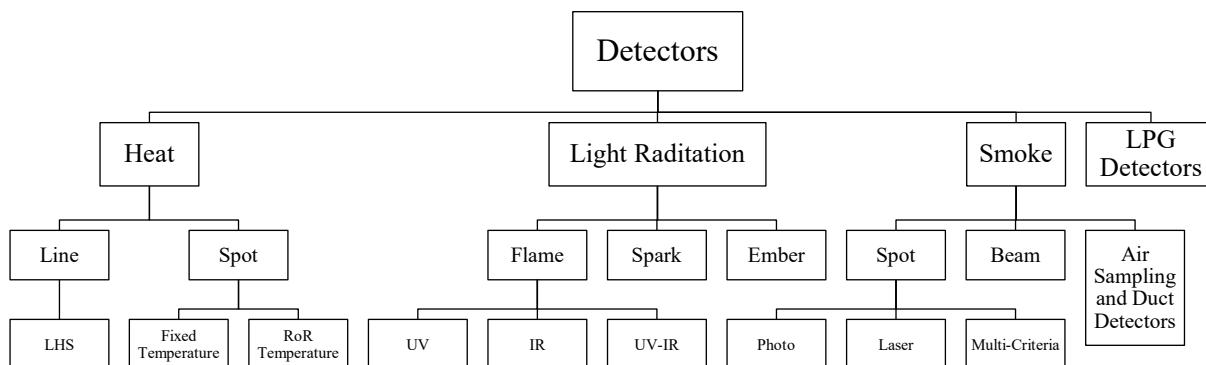 Detectors
Heat
Light Raditation
Smoke
LPG
Detectors
Line
Spot
Flame
Spark
Ember
Spot
Beam
Air
Sampling
and Duct
Detectors
LHS
Fixed
Temperature
RoR
Temperature
UV
IR
UV-IR
Photo
Laser
Multi-Criteria